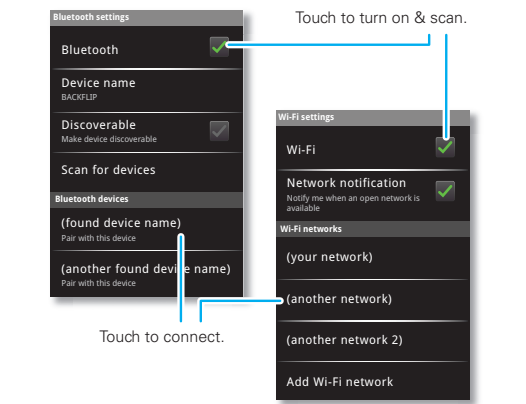 Touch to turn on & scan.
Bluetooth settings
Bluetooth
Device name
BACKFLIP
Discoverable
Make device discoverable
Scan for devices
Bluetooth devices
(found device name)
Pair with this device
(another found device name)
Pair with this device
Touch to connect.
Wi-Fi settings
Wi-Fi
Network notification
Notify me when an open network is
available
Wi-Fi networks
(your network)
(another network)
(another network 2)
Add Wi-Fi network